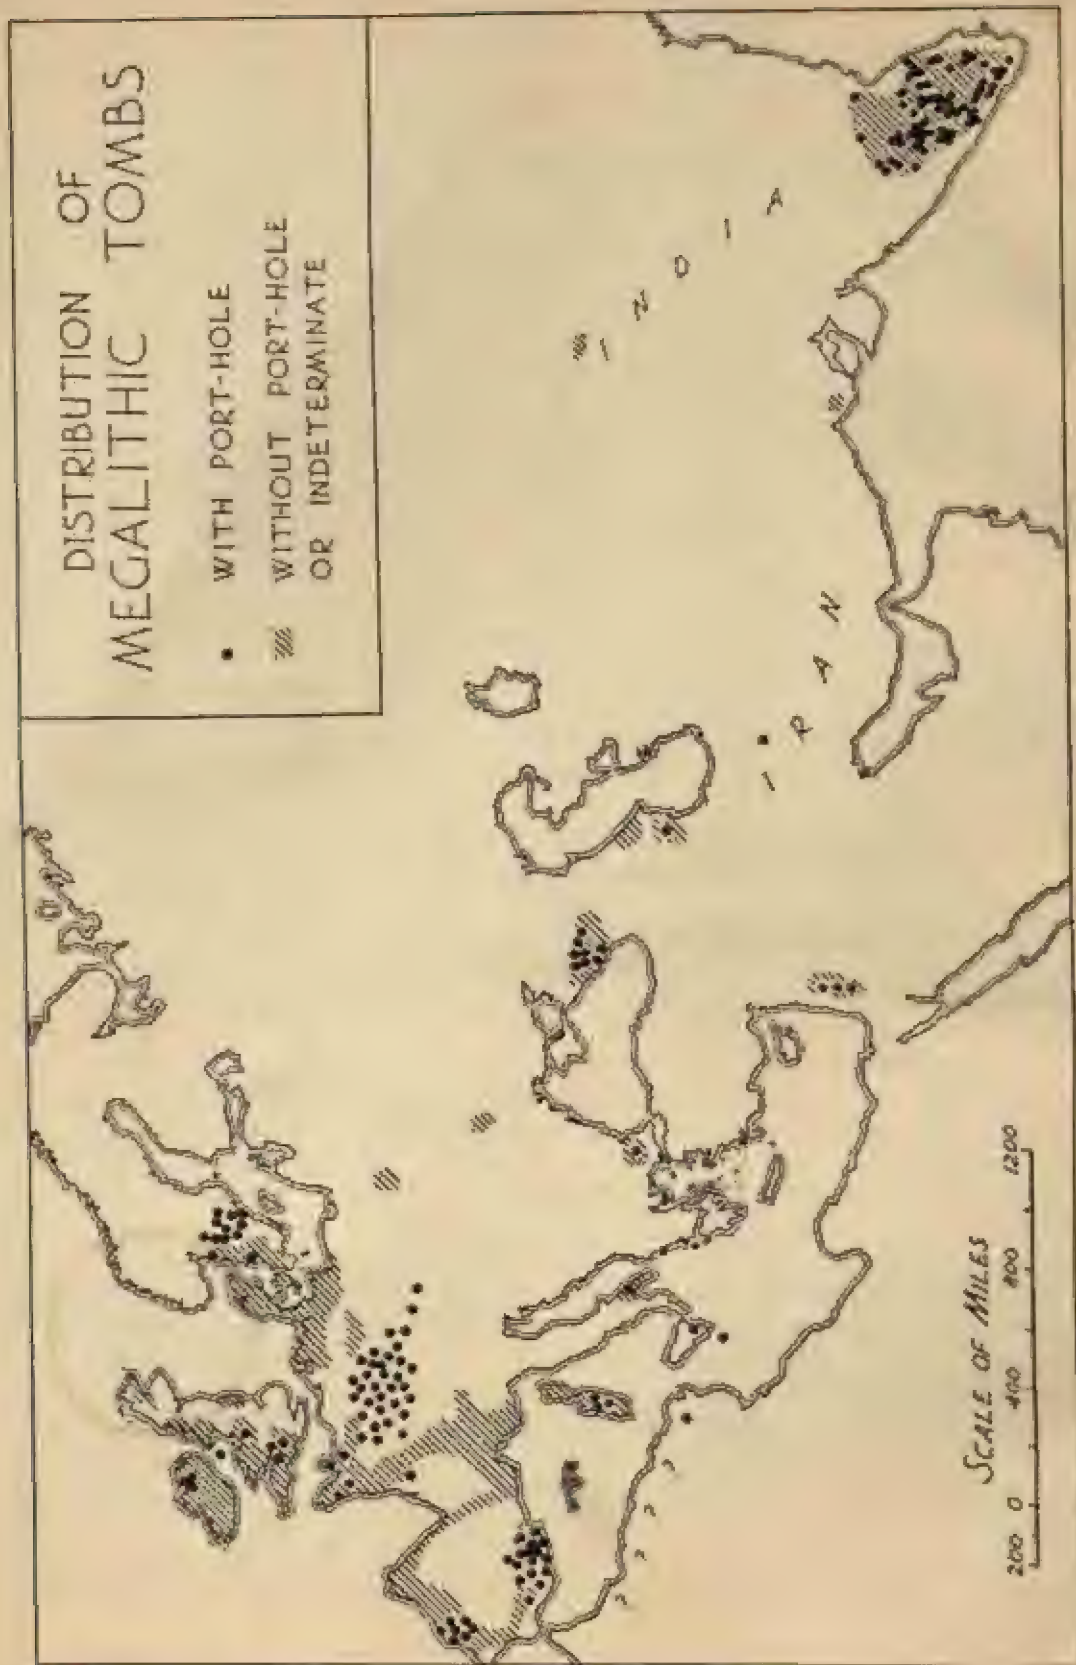 DISTRIBUTION OF
MEGALITHIC TOMBS
WITH PORT-HOLE
WITHOUT PORT-HOLE
OR INDETERMINATE
INDIA
IRAN
? ? ? ?
SCALE OF MILES
200 0 400 800 1200